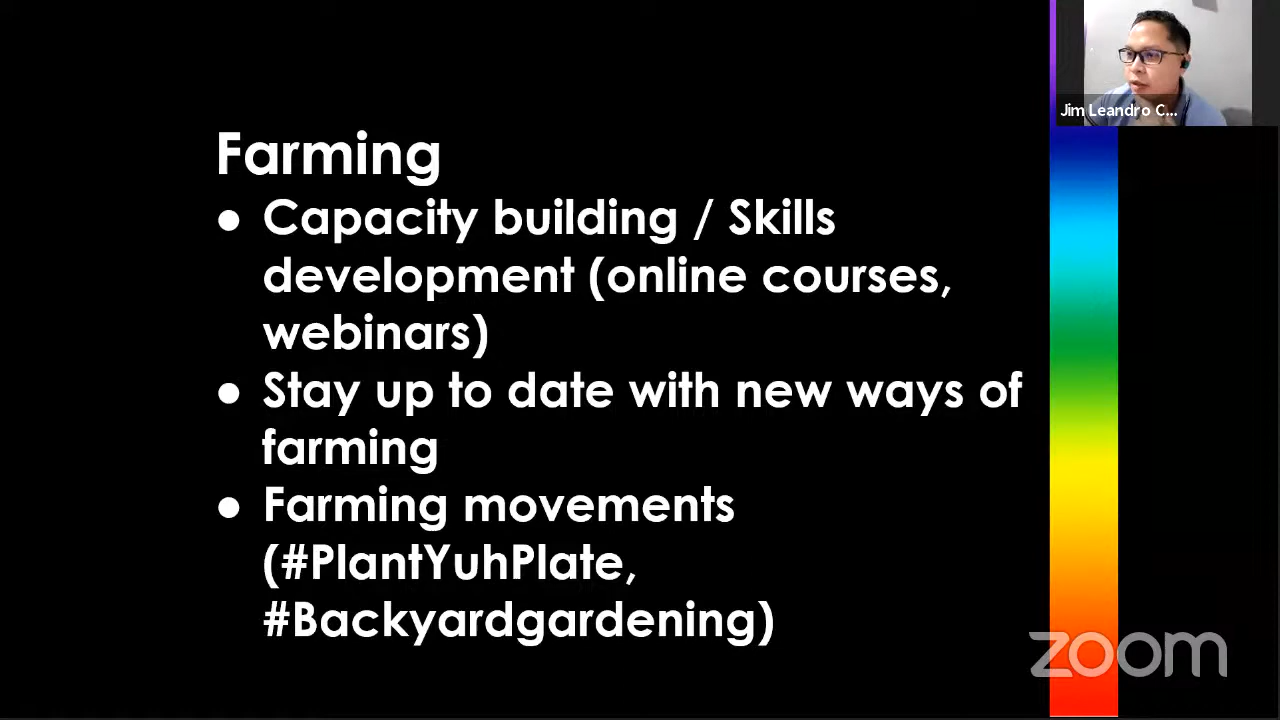 Jim Leandro C...
Farming
● Capacity building / Skills
development (online courses,
webinars)
● Stay up to date with new ways of
farming
● Farming movements
(#PlantYuhPlate,
#Backyardgardening)
zoom